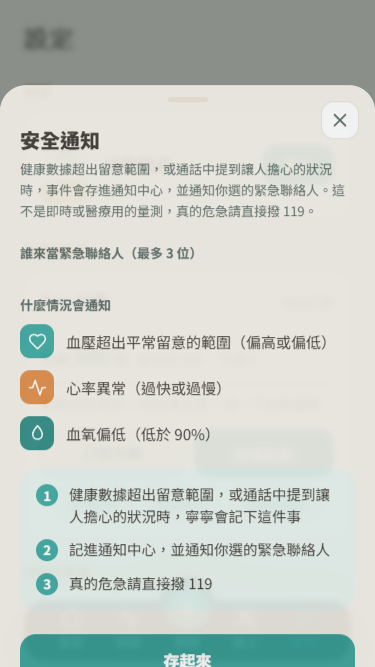 設定
安全通知
健康數據超出留意範圍，或通話中提到讓人擔心的狀況
時，事件會存進通知中心，並通知你選的緊急聯絡人。這
不是即時或醫療用的量測，真的危急請直接撥 119。
誰來當緊急聯絡人（最多 3 位）
什麼情況會通知
血壓超出平常留意的範圍（偏高或偏低）
心率異常（過快或過慢）
血氧偏低（低於 90%）
1 健康數據超出留意範圍，或通話中提到讓
人擔心的狀況時，寧寧會記下這件事
2 記進通知中心，並通知你選的緊急聯絡人
3 真的危急請直接撥 119
存起來